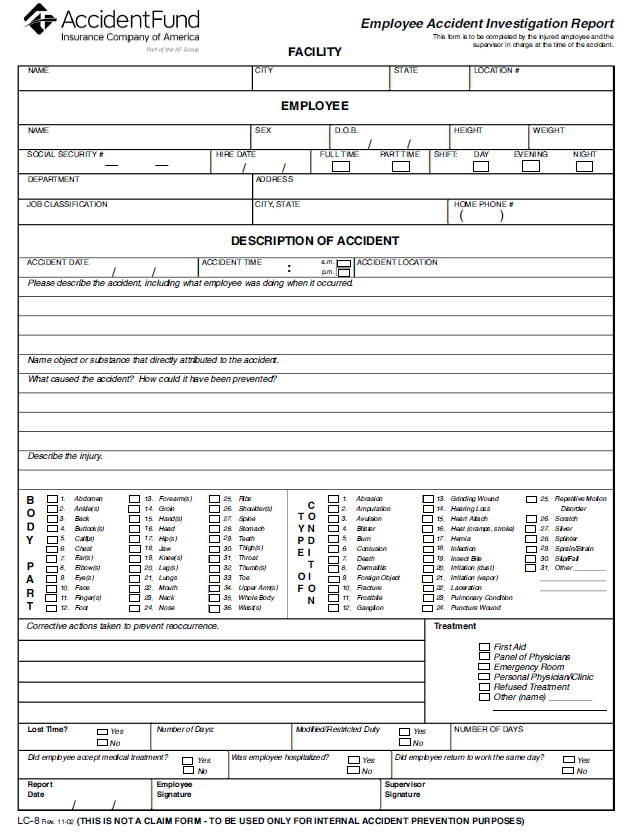 AccidentFund
Insurance Company of America
Part of the AF Group
Employee Accident Investigation Report
This form is to be completed by the injured employee and the
supervisor in charge at the time of the accident.
FACILITY
NAME CITY STATE LOCATION #
EMPLOYEE
NAME SEX D.O.B. / / HEIGHT WEIGHT
SOCIAL SECURITY # — — HIRE DATE / / FULL TIME PART TIME SHIFT: DAY EVENING NIGHT
DEPARTMENT ADDRESS
JOB CLASSIFICATION CITY, STATE HOME PHONE # ( )
DESCRIPTION OF ACCIDENT
ACCIDENT DATE / / ACCIDENT TIME : a.m. p.m. ACCIDENT LOCATION
Please describe the accident, including what employee was doing when it occurred.
Name object or substance that directly attributed to the accident.
What caused the accident? How could it have been prevented?
Describe the injury.
BODY PART
1. Abdomen
2. Ankle(s)
3. Back
4. Buttock(s)
5. Calf(s)
6. Chest
7. Ear(s)
8. Elbow(s)
9. Eye(s)
10. Face
11. Finger(s)
12. Foot
13. Forearm(s)
14. Groin
15. Hand(s)
16. Head
17. Hip(s)
18. Jaw
19. Knee(s)
20. Leg(s)
21. Lungs
22. Mouth
23. Neck
24. Nose
25. Ribs
26. Shoulder(s)
27. Spine
28. Stomach
29. Teeth
30. Thigh(s)
31. Throat
32. Thumb(s)
33. Toe
34. Upper Arm(s)
35. Whole Body
36. Wrist(s)
TYPE OF CONDITION
1. Abrasion
2. Amputation
3. Avulsion
4. Blister
5. Burn
6. Contusion
7. Death
8. Dermatitis
9. Foreign Object
10. Fracture
11. Frostbite
12. Ganglion
13. Grinding Wound
14. Hearing Loss
15. Heart Attach
16. Heat (cramps, stroke)
17. Hernia
18. Infection
19. Insect Bite
20. Irritation (dust)
21. Irritation (vapor)
22. Laceration
23. Pulmonary Condition
24. Puncture Wound
25. Repetitive Motion
Disorder
26. Scratch
27. Silver
28. Splinter
29. Sprain/Strain
30. Slip/Fall
31. Other ________
Corrective actions taken to prevent reoccurrence.
Treatment
First Aid
Panel of Physicians
Emergency Room
Personal Physician/Clinic
Refused Treatment
Other (name) _________
Lost Time? Yes No Number of Days: Modified/Restricted Duty Yes No NUMBER OF DAYS
Did employee accept medical treatment? Yes No Was employee hospitalized? Yes No Did employee return to work the same day? Yes No
Report Date / / Employee Signature Supervisor Signature
LC-8 Rev. 11-02 (THIS IS NOT A CLAIM FORM - TO BE USED ONLY FOR INTERNAL ACCIDENT PREVENTION PURPOSES)